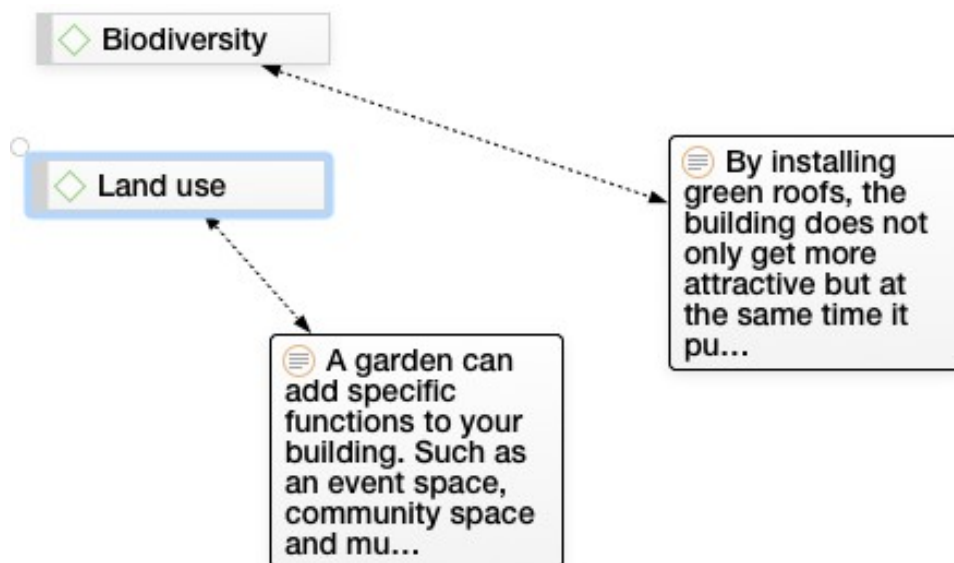 Biodiversity
Land use
By installing
green roofs, the
building does not
only get more
attractive but at
the same time it
pu...
A garden can
add specific
functions to your
building. Such as
an event space,
community space
and mu...